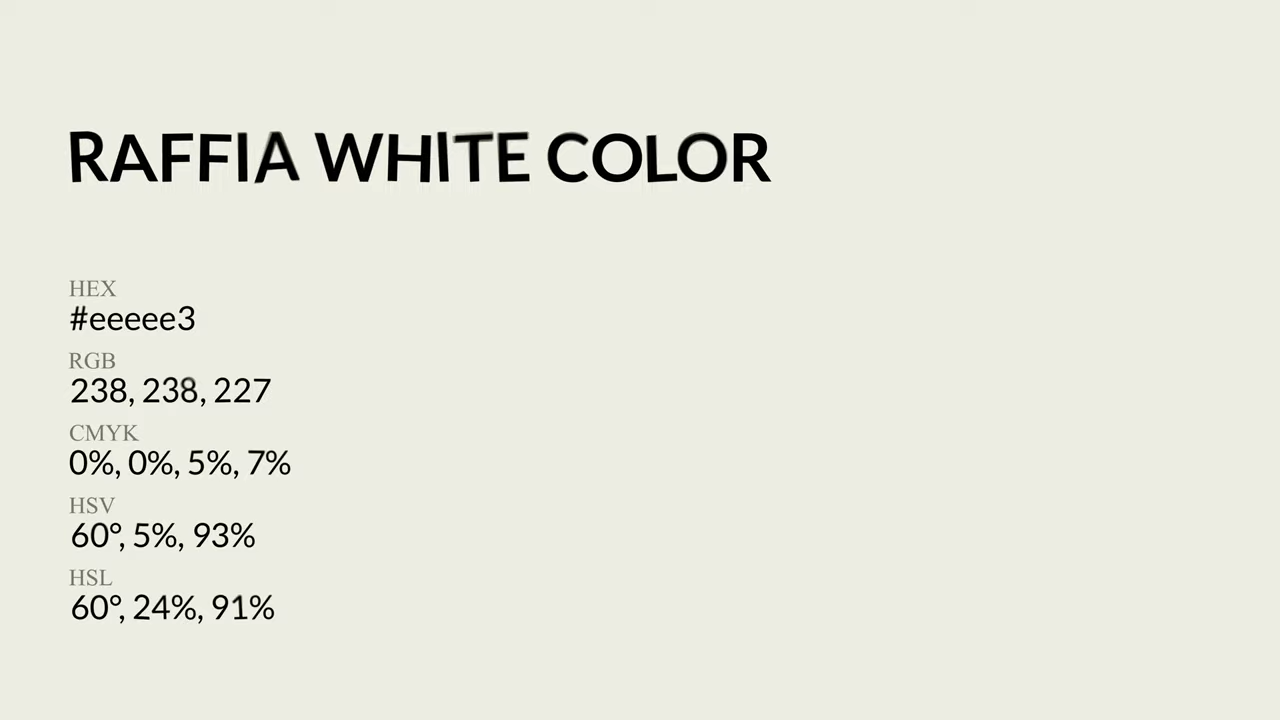 RAFFIA WHITE COLOR
HEX
#eeeee3
RGB
238, 238, 227
CMYK
0%, 0%, 5%, 7%
HSV
60°, 5%, 93%
HSL
60°, 24%, 91%